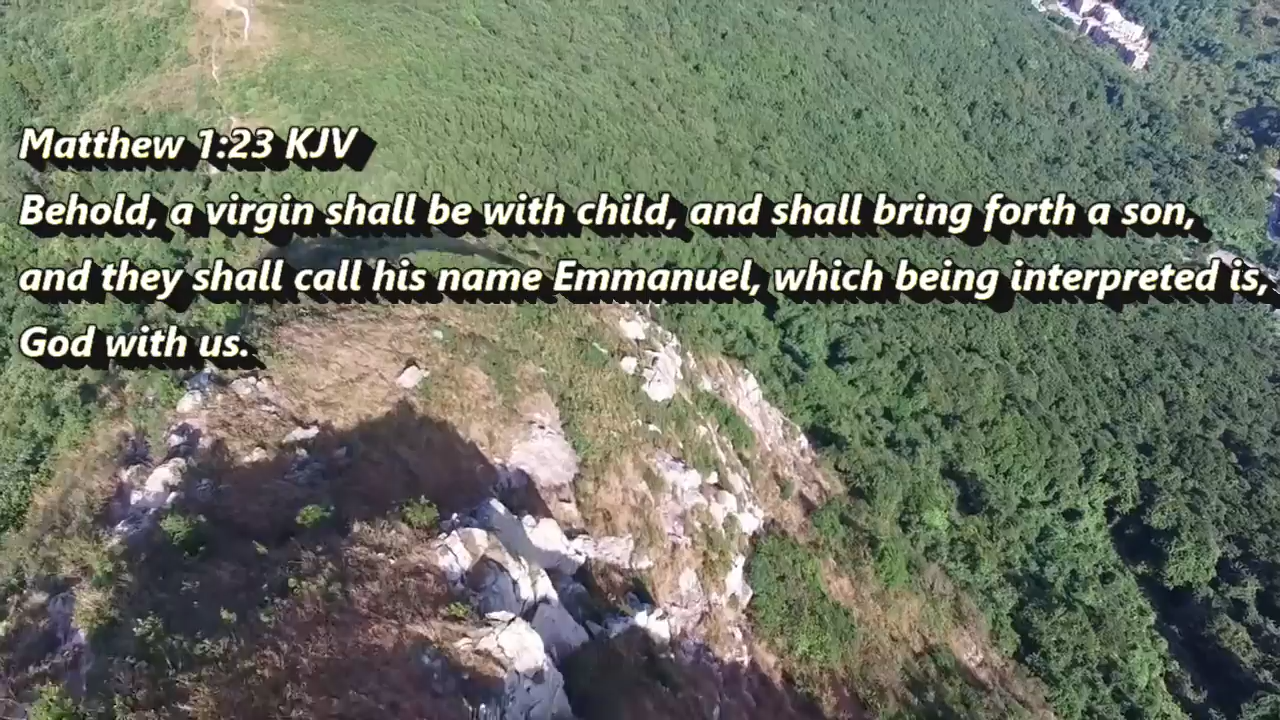 Matthew 1:23 KJV
Behold, a virgin shall be with child, and shall bring forth a son,
and they shall call his name Emmanuel, which being interpreted is,
God with us.